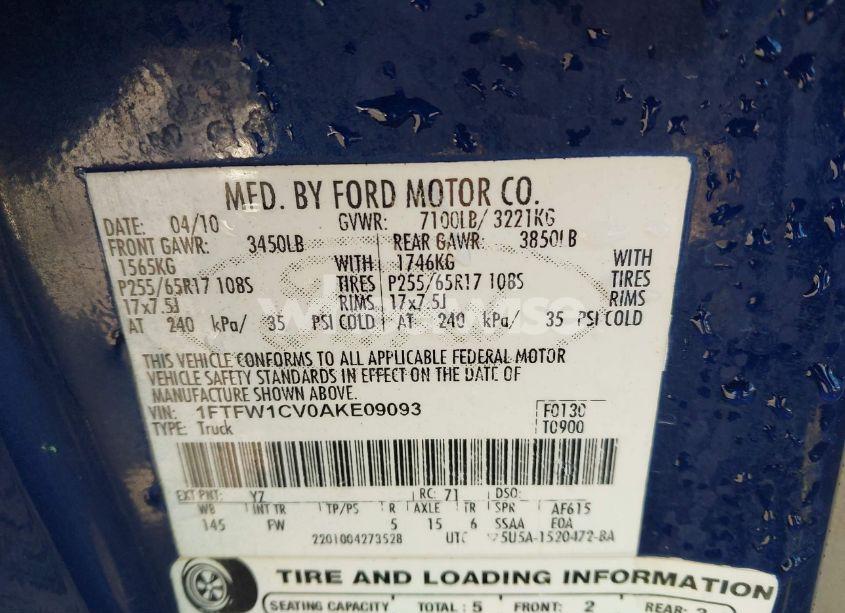 MFD. BY FORD MOTOR CO.
DATE: 04/10 GVWR: 7100LB/ 3221KG
FRONT GAWR: 3450LB REAR GAWR: 3850LB
1565KG WITH 1746KG WITH
P255/65R17 108S TIRES P255/65R17 108S TIRES
17x7.5J RIMS 17x7.5J RIMS
AT 240 kPa/ 35 PSI COLD AT 240 kPa/ 35 PSI COLD
THIS VEHICLE CONFORMS TO ALL APPLICABLE FEDERAL MOTOR
VEHICLE SAFETY STANDARDS IN EFFECT ON THE DATE OF
MANUFACTURE SHOWN ABOVE.
VIN: 1FTFW1CV0AKE09093 F0130
TYPE: Truck T0900
EXT PNT: YZ RC: 71 DSO:
WB INT TR TP/PS R AXLE TR SPR AF615
145 FW 5 15 6 SSAA EOA
2201004273528 UTC 5U5A-1520472-BA
TIRE AND LOADING INFORMATION
SEATING CAPACITY TOTAL : 5 FRONT: 2 REAR: